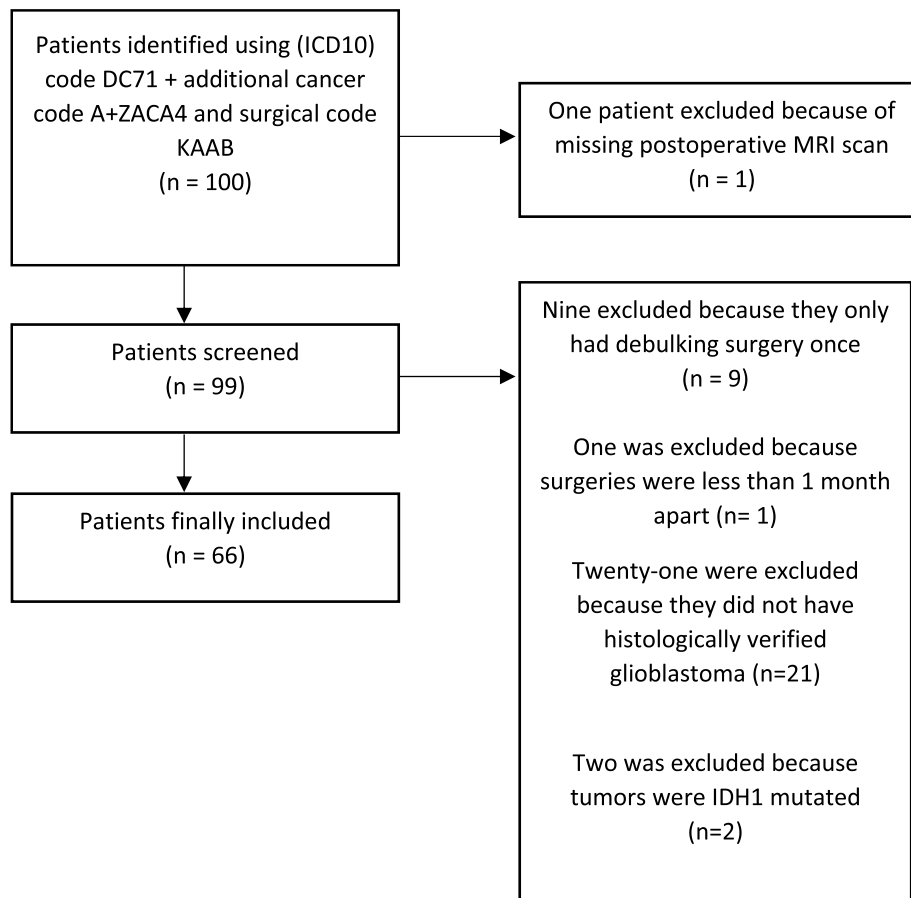 Patients identified using (ICD10)
code DC71 + additional cancer
code A+ZACA4 and surgical code
KAAB
(n = 100)
One patient excluded because of
missing postoperative MRI scan
(n = 1)
Patients screened
(n = 99)
Nine excluded because they only
had debulking surgery once
(n = 9)
One was excluded because
surgeries were less than 1 month
apart (n= 1)
Twenty-one were excluded
because they did not have
histologically verified
glioblastoma (n=21)
Two was excluded because
tumors were IDH1 mutated
(n=2)
Patients finally included
(n = 66)